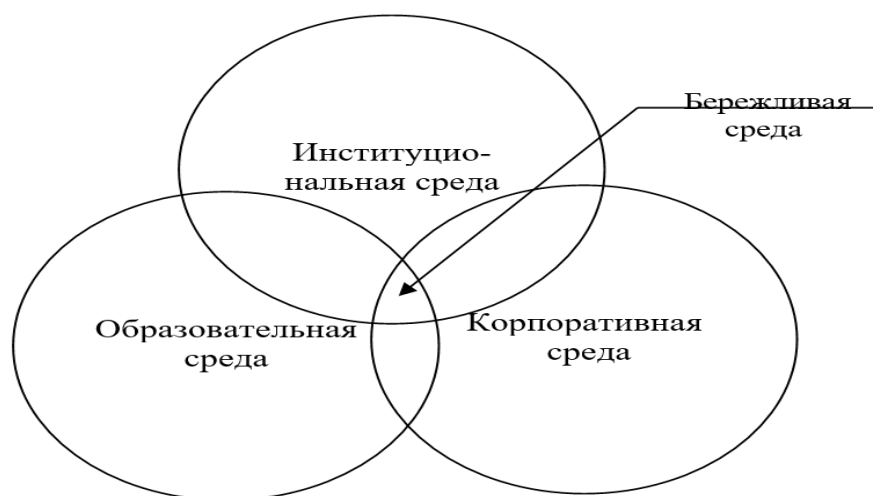 Бережливая
среда
Институцио-
нальная среда
Образовательная
среда
Корпоративная
среда